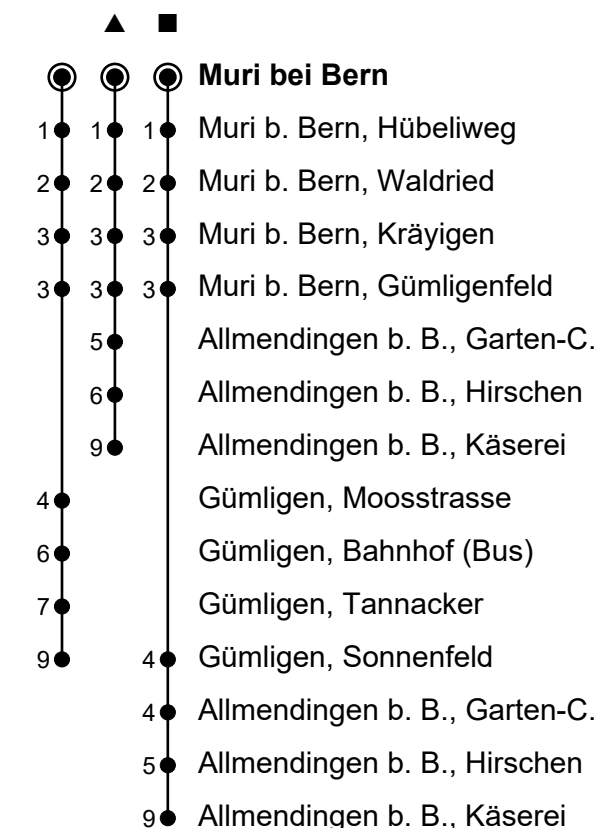 ▲ ■
Muri bei Bern
1 1 1 Muri b. Bern, Hübeliweg
2 2 2 Muri b. Bern, Waldried
3 3 3 Muri b. Bern, Kräyigen
3 3 3 Muri b. Bern, Gümligenfeld
5 Allmendingen b. B., Garten-C.
6 Allmendingen b. B., Hirschen
9 Allmendingen b. B., Käserei
4 Gümligen, Moosstrasse
6 Gümligen, Bahnhof (Bus)
7 Gümligen, Tannacker
9 4 Gümligen, Sonnenfeld
4 Allmendingen b. B., Garten-C.
5 Allmendingen b. B., Hirschen
9 Allmendingen b. B., Käserei